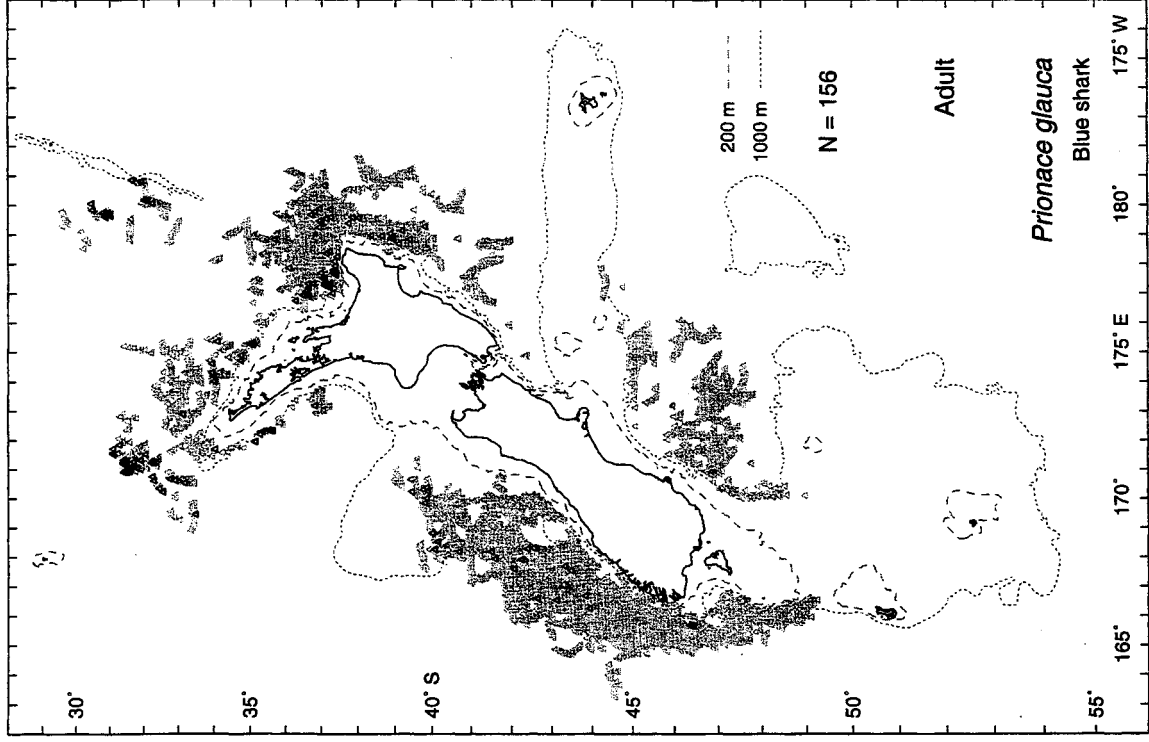 30°
35°
40° S
45°
50°
55°
165°
170°
175° E
180°
175° W
200 m
1000 m
N = 156
Adult
Prionace glauca
Blue shark